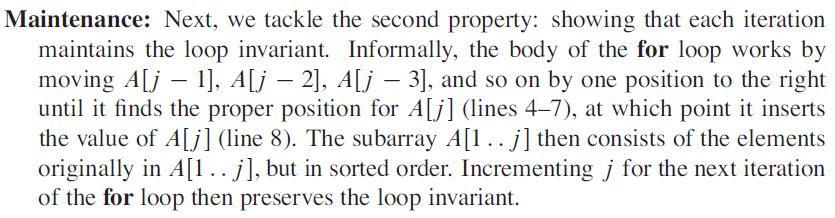 Maintenance: Next, we tackle the second property: showing that each iteration
maintains the loop invariant. Informally, the body of the for loop works by
moving A[j − 1], A[j − 2], A[j − 3], and so on by one position to the right
until it finds the proper position for A[j] (lines 4–7), at which point it inserts
the value of A[j] (line 8). The subarray A[1 . . j] then consists of the elements
originally in A[1 . . j], but in sorted order. Incrementing j for the next iteration
of the for loop then preserves the loop invariant.